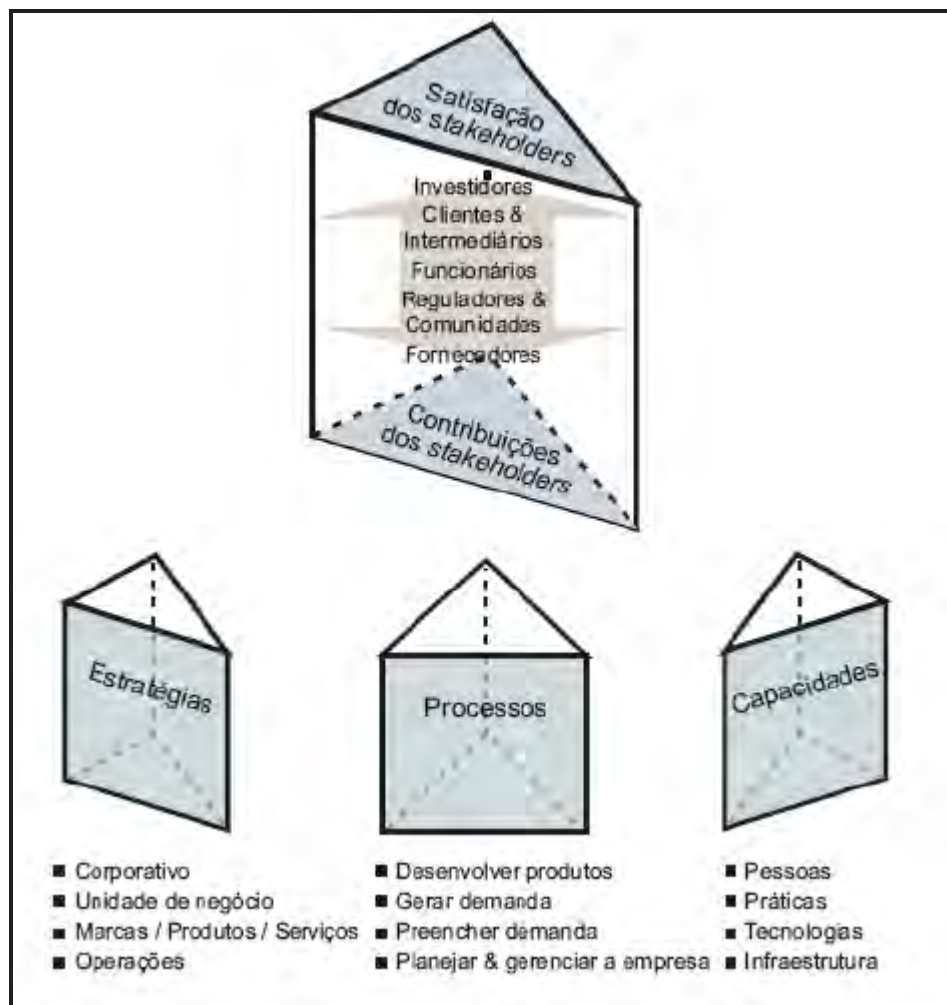 Satisfação
dos stakeholders
Investidores
Clientes &
Intermediários
Funcionários
Reguladores &
Comunidades
Fornecedores
Contribuições
dos stakeholders
Estratégias
Processos
Capacidades
Corporativo
Unidade de negócio
Marcas / Produtos / Serviços
Operações
Desenvolver produtos
Gerar demanda
Preencher demanda
Planejar & gerenciar a empresa
Pessoas
Práticas
Tecnologias
Infraestrutura